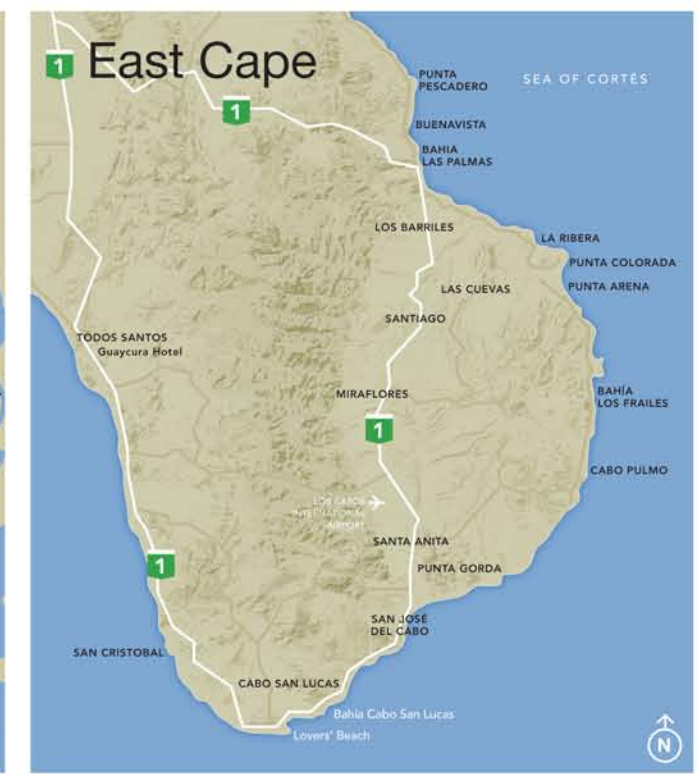 East Cape
1
1
PUNTA
PESCADERO
SEA OF CORTÉS
BUENAVISTA
BAHIA
LAS PALMAS
LOS BARRILES
LA RIBERA
PUNTA COLORADA
LAS CUEVAS
PUNTA ARENA
SANTIAGO
TODOS SANTOS
Guaycura Hotel
MIRAFLORES
BAHÍA
LOS FRAILES
1
CABO PULMO
LOS CABOS
INTERNATIONAL
AIRPORT
SANTA ANITA
PUNTA GORDA
1
SAN JOSÉ
DEL CABO
SAN CRISTOBAL
CABO SAN LUCAS
Bahía Cabo San Lucas
Lovers' Beach
N